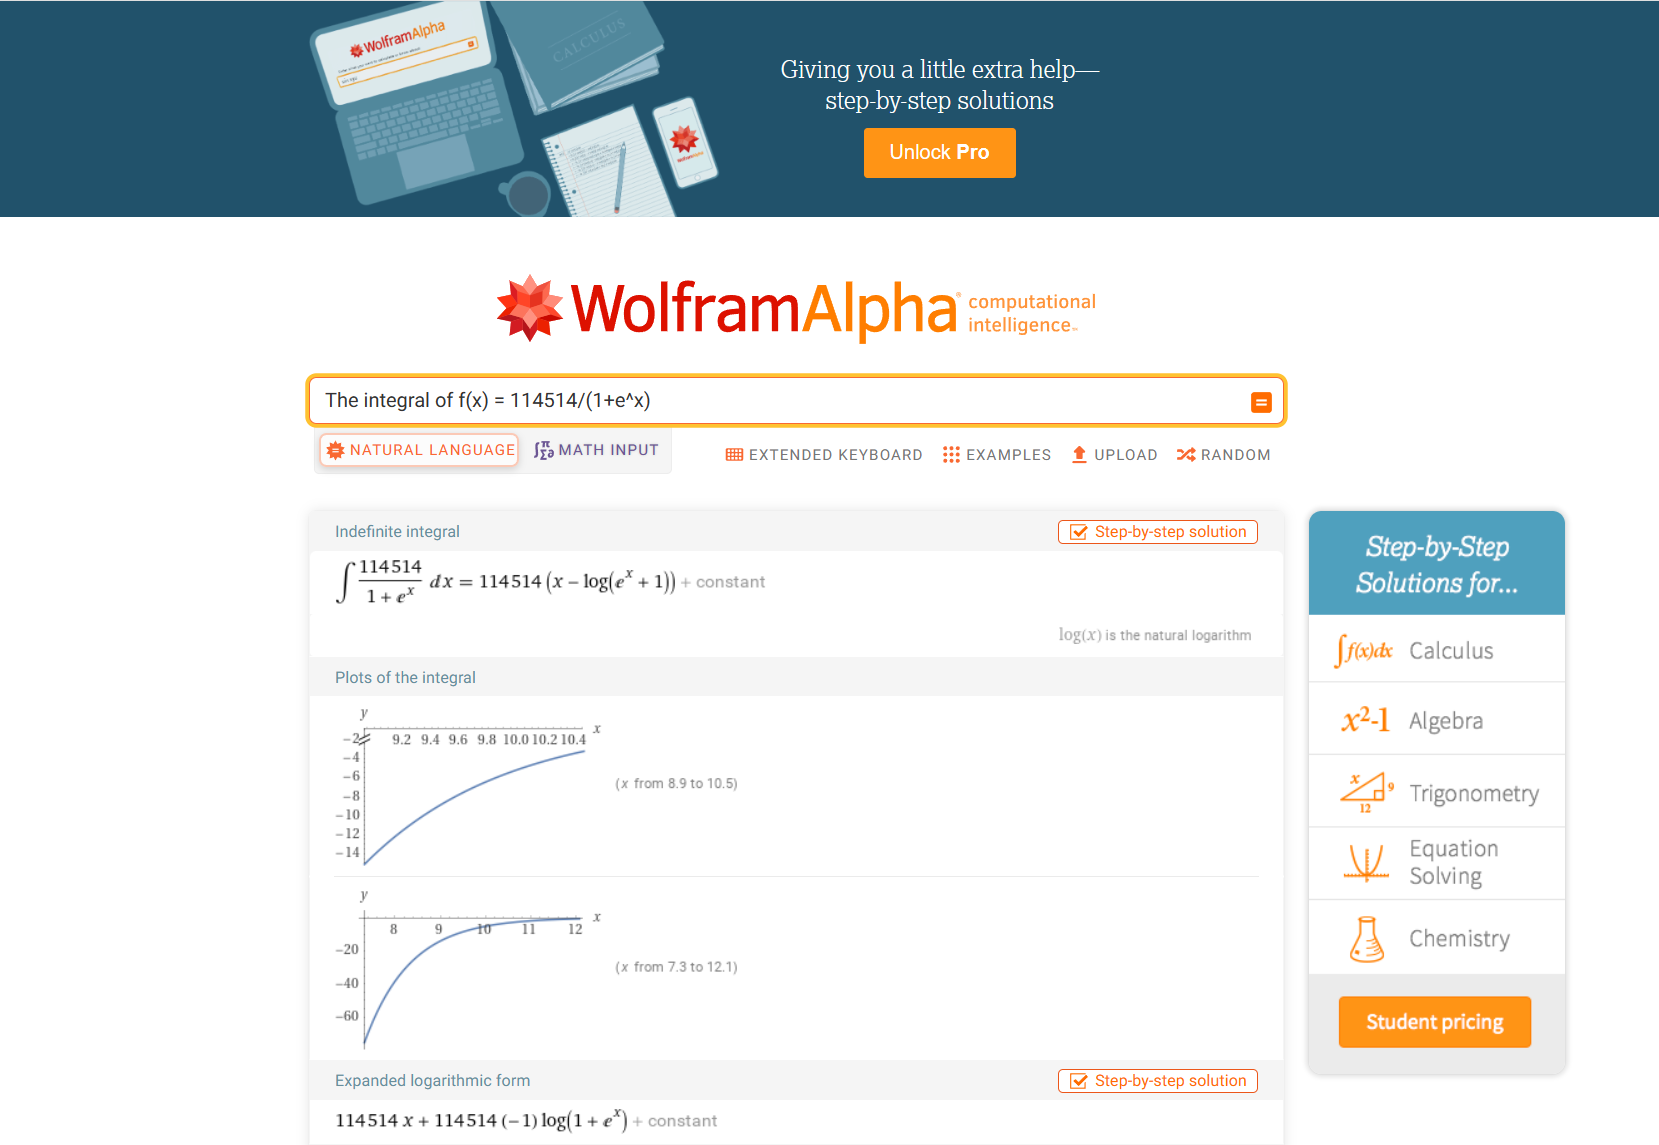 WolframAlpha
CALCULUS
Giving you a little extra help—
step-by-step solutions
Unlock Pro
WolframAlpha computational
intelligence™
The integral of f(x) = 114514/(1+e^x)
=
NATURAL LANGUAGE ∫π Σ∂ MATH INPUT EXTENDED KEYBOARD EXAMPLES UPLOAD RANDOM
Indefinite integral Step-by-step solution
∫ 114514/(1 + e^x) dx = 114514 (x − log(e^x + 1)) + constant
log(x) is the natural logarithm
Plots of the integral
y
x
−2 9.2 9.4 9.6 9.8 10.0 10.2 10.4
−4
−6
−8
−10
−12
−14
(x from 8.9 to 10.5)
y
x
8 9 10 11 12
−20
−40
−60
(x from 7.3 to 12.1)
Expanded logarithmic form Step-by-step solution
114514 x + 114514 (−1) log(1 + e^x) + constant
Step-by-Step
Solutions for...
∫f(x)dx Calculus
x²-1 Algebra
x 9 12 Trigonometry
Equation
Solving
Chemistry
Student pricing